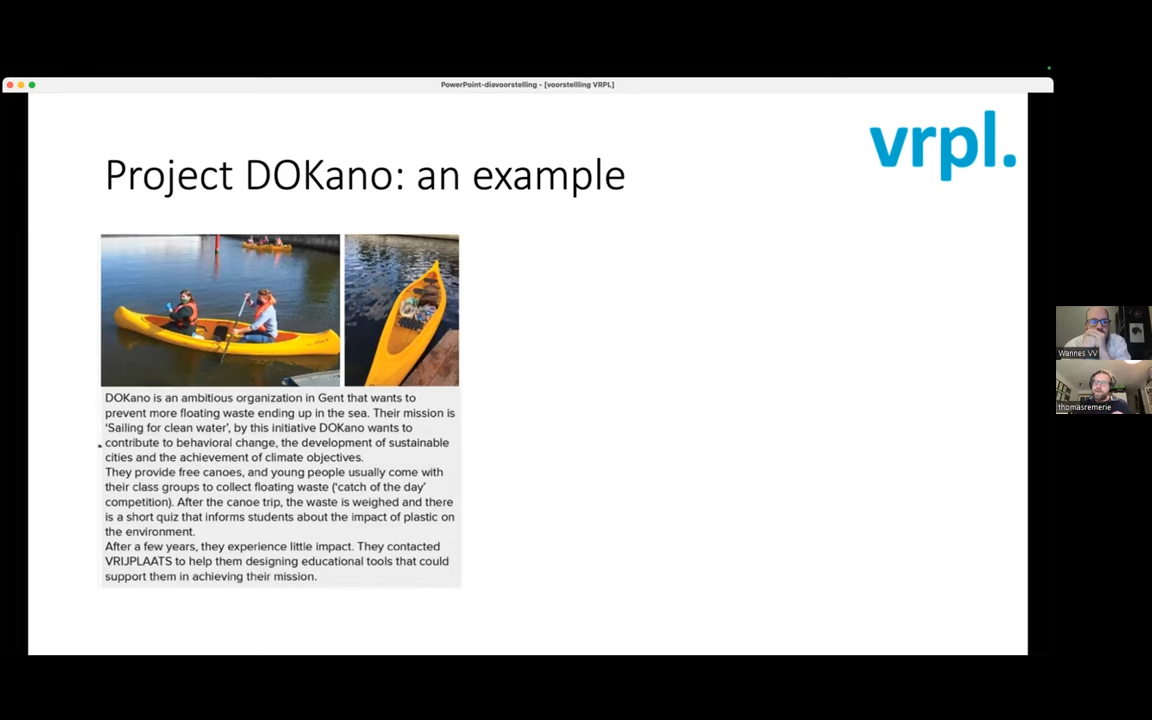 PowerPoint-diavoorstelling - [voorstelling VRPL]
vrpl.
Project DOKano: an example
DOKano is an ambitious organization in Gent that wants to
prevent more floating waste ending up in the sea. Their mission is
‘Sailing for clean water’, by this initiative DOKano wants to
contribute to behavioral change, the development of sustainable
cities and the achievement of climate objectives.
They provide free canoes, and young people usually come with
their class groups to collect floating waste (‘catch of the day’
competition). After the canoe trip, the waste is weighed and there
is a short quiz that informs students about the impact of plastic on
the environment.
After a few years, they experience little impact. They contacted
VRIJPLAATS to help them designing educational tools that could
support them in achieving their mission.
Wannes VV
thomasremerie